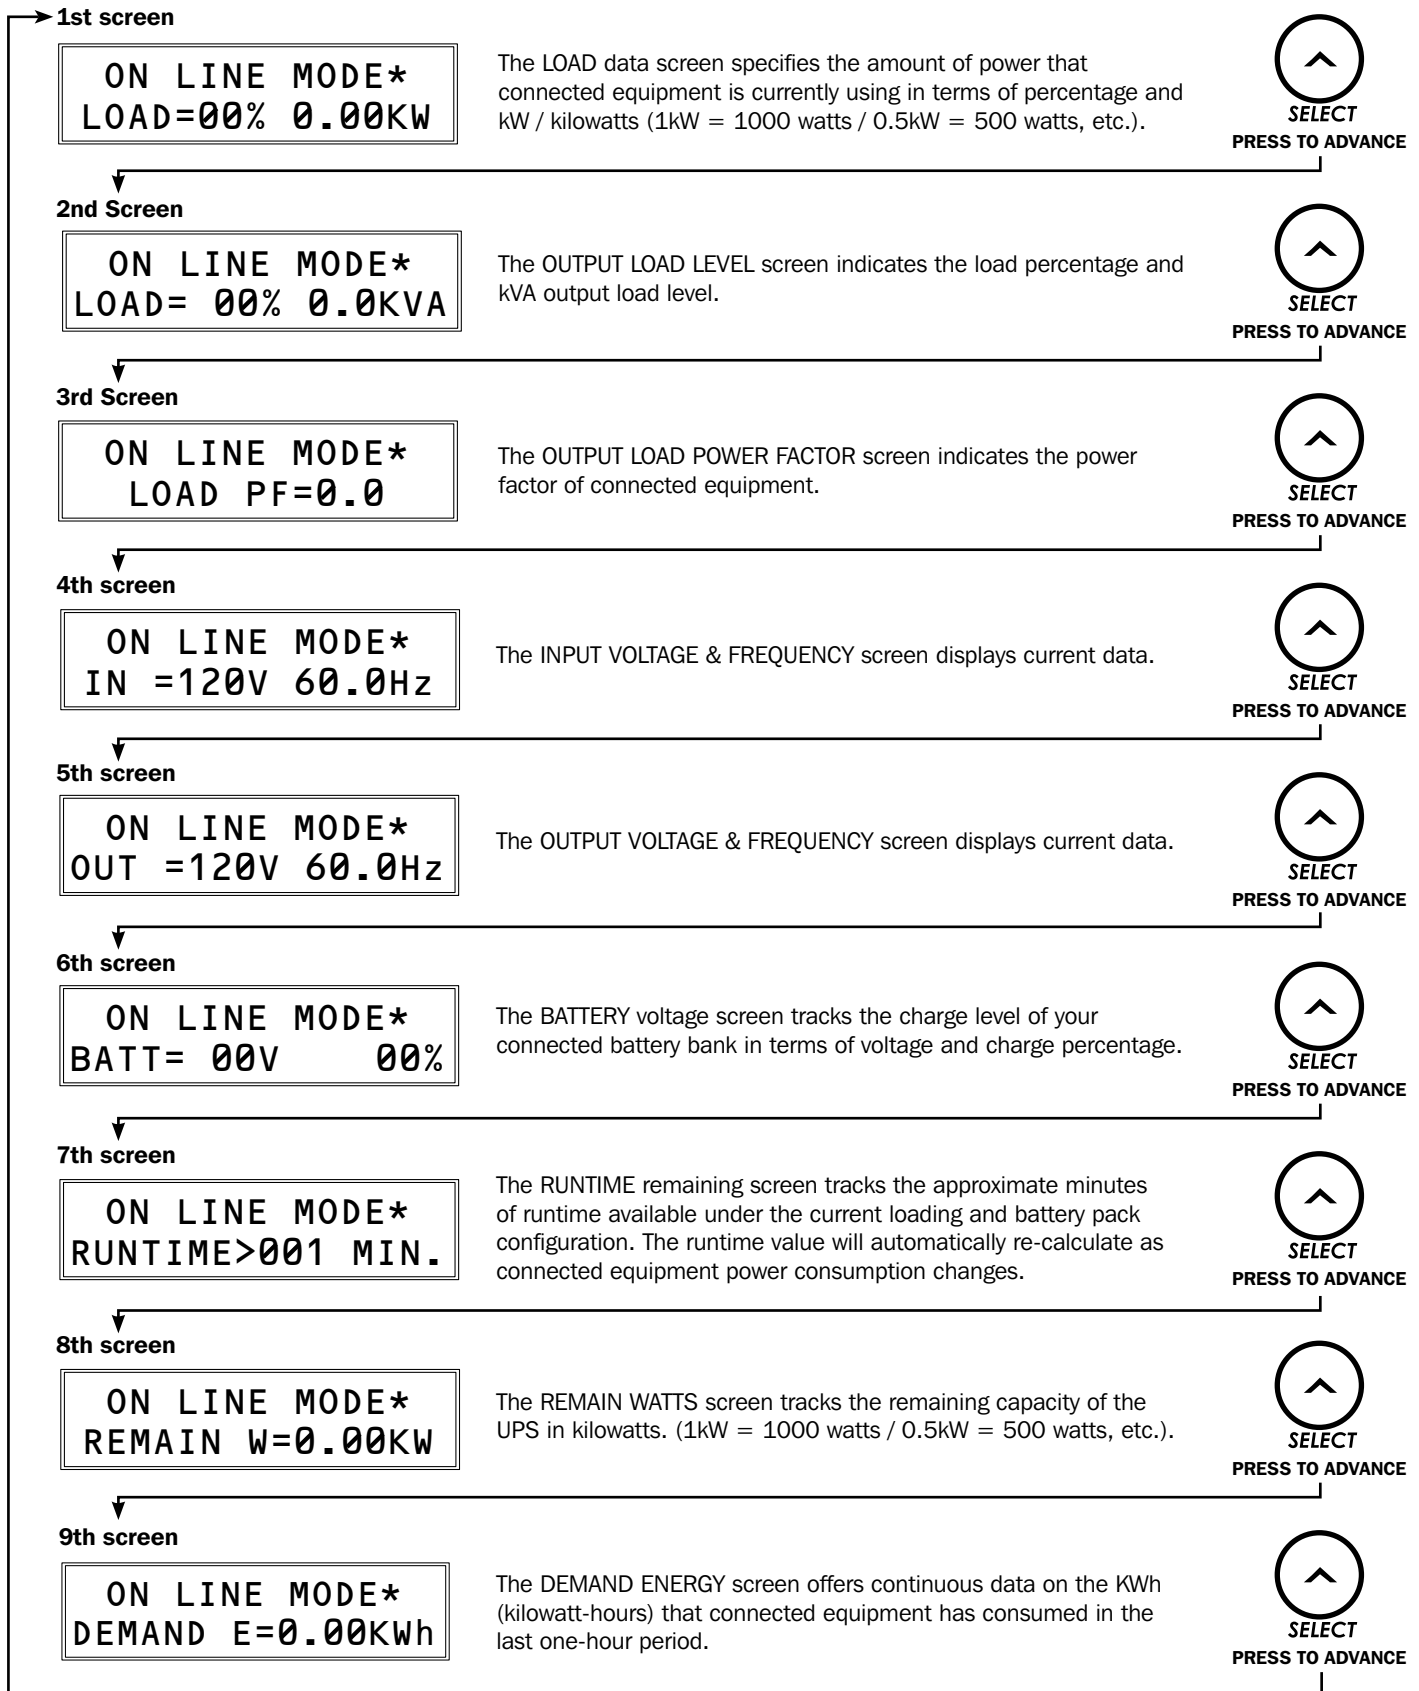 1st screen
ON LINE MODE*
LOAD=00% 0.00KW
The LOAD data screen specifies the amount of power that
connected equipment is currently using in terms of percentage and
kW / kilowatts (1kW = 1000 watts / 0.5kW = 500 watts, etc.).
SELECT
PRESS TO ADVANCE
2nd Screen
ON LINE MODE*
LOAD= 00% 0.0KVA
The OUTPUT LOAD LEVEL screen indicates the load percentage and
kVA output load level.
SELECT
PRESS TO ADVANCE
3rd Screen
ON LINE MODE*
LOAD PF=0.0
The OUTPUT LOAD POWER FACTOR screen indicates the power
factor of connected equipment.
SELECT
PRESS TO ADVANCE
4th screen
ON LINE MODE*
IN =120V 60.0Hz
The INPUT VOLTAGE & FREQUENCY screen displays current data.
SELECT
PRESS TO ADVANCE
5th screen
ON LINE MODE*
OUT =120V 60.0Hz
The OUTPUT VOLTAGE & FREQUENCY screen displays current data.
SELECT
PRESS TO ADVANCE
6th screen
ON LINE MODE*
BATT= 00V 00%
The BATTERY voltage screen tracks the charge level of your
connected battery bank in terms of voltage and charge percentage.
SELECT
PRESS TO ADVANCE
7th screen
ON LINE MODE*
RUNTIME>001 MIN.
The RUNTIME remaining screen tracks the approximate minutes
of runtime available under the current loading and battery pack
configuration. The runtime value will automatically re-calculate as
connected equipment power consumption changes.
SELECT
PRESS TO ADVANCE
8th screen
ON LINE MODE*
REMAIN W=0.00KW
The REMAIN WATTS screen tracks the remaining capacity of the
UPS in kilowatts. (1kW = 1000 watts / 0.5kW = 500 watts, etc.).
SELECT
PRESS TO ADVANCE
9th screen
ON LINE MODE*
DEMAND E=0.00KWh
The DEMAND ENERGY screen offers continuous data on the KWh
(kilowatt-hours) that connected equipment has consumed in the
last one-hour period.
SELECT
PRESS TO ADVANCE